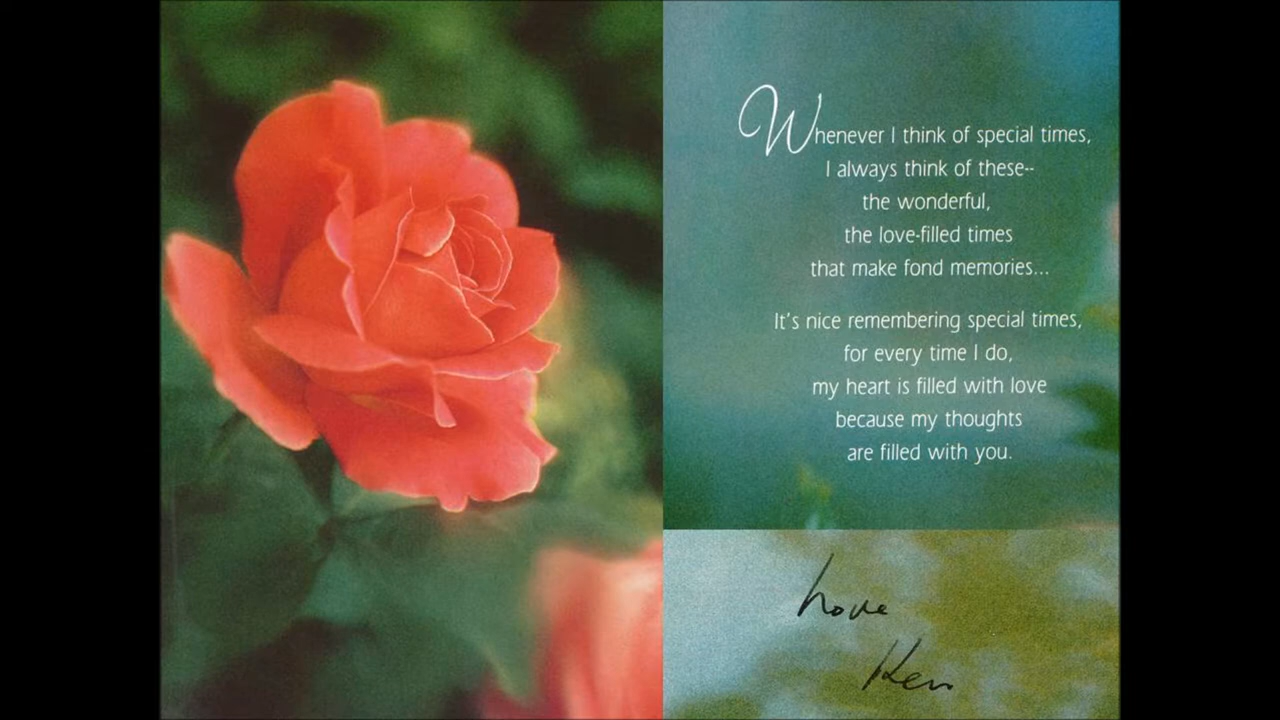 Whenever I think of special times,
I always think of these--
the wonderful,
the love-filled times
that make fond memories...
It's nice remembering special times,
for every time I do,
my heart is filled with love
because my thoughts
are filled with you.
Love
Ken